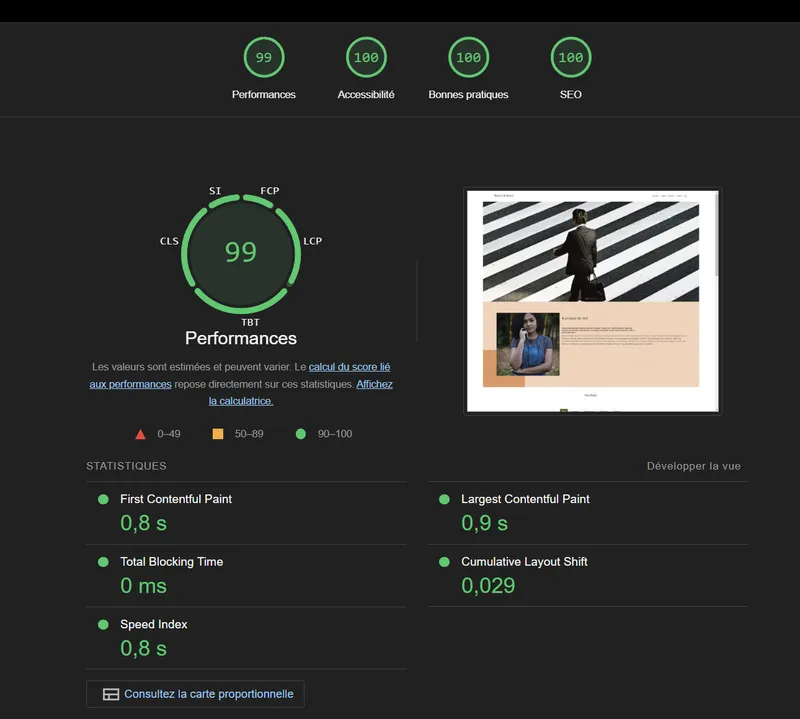 99
100
100
100
Performances
Accessibilité
Bonnes pratiques
SEO
SI
FCP
CLS
LCP
99
TBT
Performances
Les valeurs sont estimées et peuvent varier. Le calcul du score lié
aux performances repose directement sur ces statistiques. Affichez
la calculatrice.
0–49
50–89
90–100
STATISTIQUES
Développer la vue
First Contentful Paint
0,8 s
Largest Contentful Paint
0,9 s
Total Blocking Time
0 ms
Cumulative Layout Shift
0,029
Speed Index
0,8 s
Consultez la carte proportionnelle